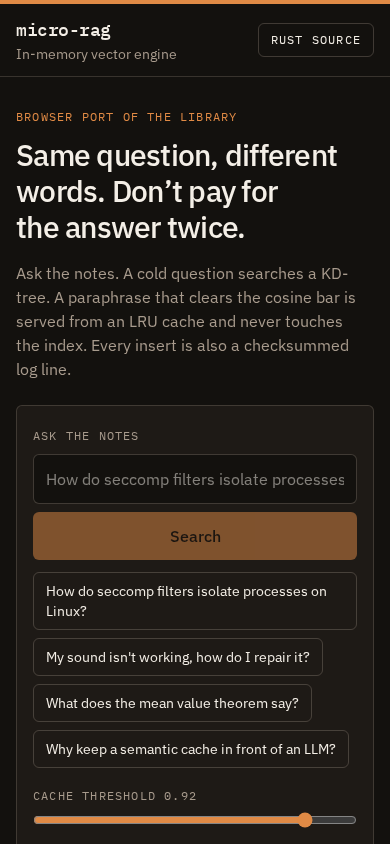 micro-rag
In-memory vector engine
RUST SOURCE
BROWSER PORT OF THE LIBRARY
Same question, different
words. Don’t pay for
the answer twice.
Ask the notes. A cold question searches a KD-
tree. A paraphrase that clears the cosine bar is
served from an LRU cache and never touches
the index. Every insert is also a checksummed
log line.
ASK THE NOTES
How do seccomp filters isolate processes
Search
How do seccomp filters isolate processes on
Linux?
My sound isn't working, how do I repair it?
What does the mean value theorem say?
Why keep a semantic cache in front of an LLM?
CACHE THRESHOLD 0.92